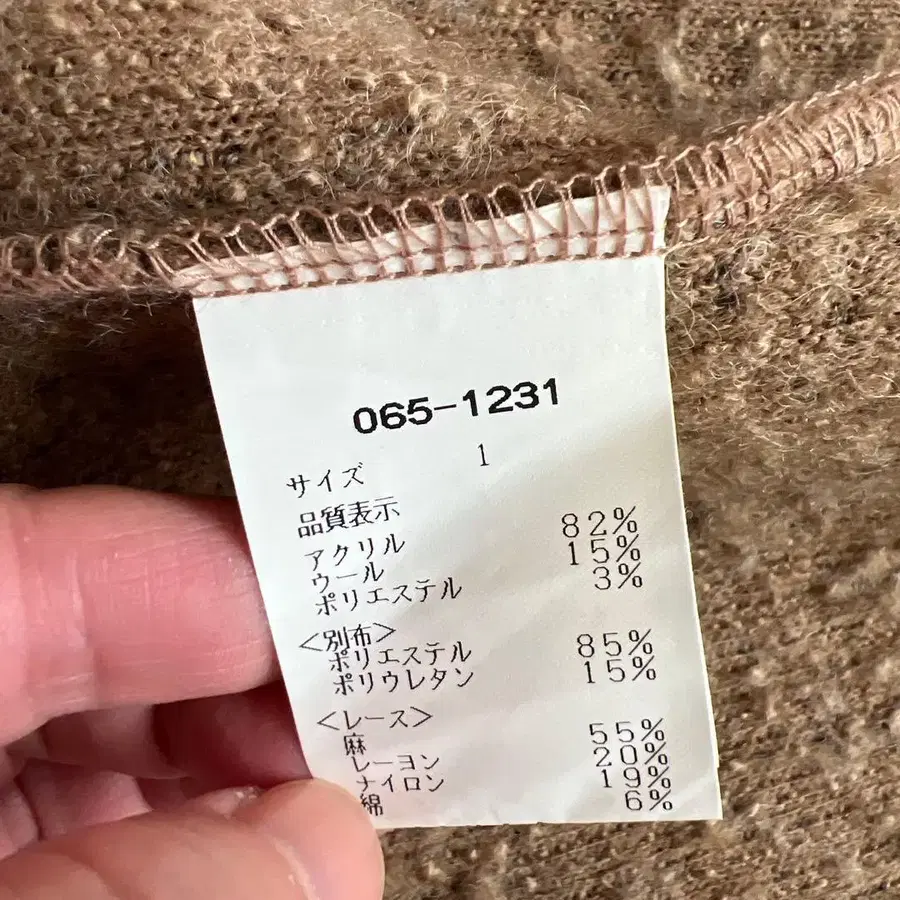 065-1231
サイズ 1
品質表示
アクリル 82%
ウール 15%
ポリエステル 3%
<別布>
ポリエステル 85%
ポリウレタン 15%
<レース>
麻 55%
レーヨン 20%
ナイロン 19%
綿 6%